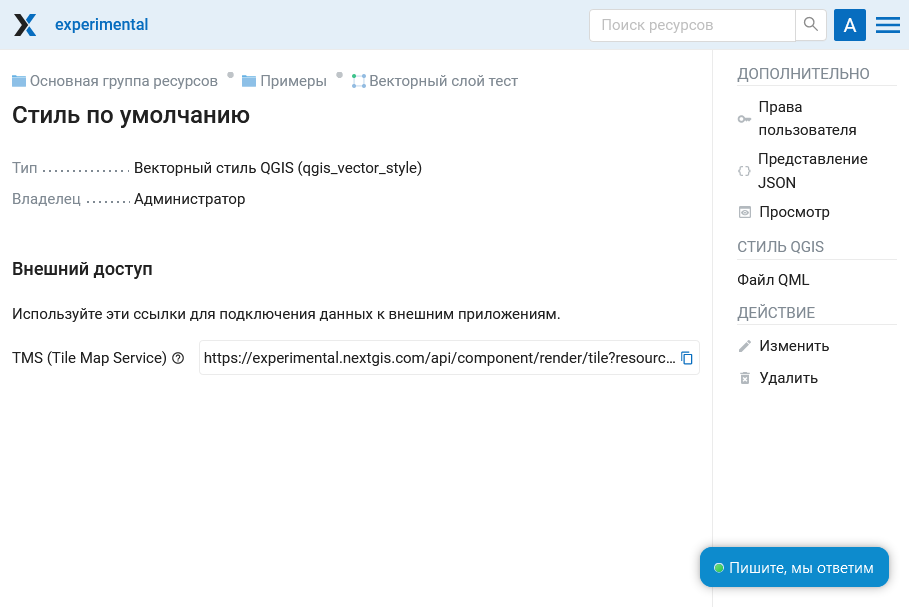 experimental
Поиск ресурсов
A
Основная группа ресурсов Примеры Векторный слой тест
Стиль по умолчанию
Тип Векторный стиль QGIS (qgis_vector_style)
Владелец Администратор
Внешний доступ
Используйте эти ссылки для подключения данных к внешним приложениям.
TMS (Tile Map Service) https://experimental.nextgis.com/api/component/render/tile?resourc...
ДОПОЛНИТЕЛЬНО
Права
пользователя
Представление
JSON
Просмотр
СТИЛЬ QGIS
Файл QML
ДЕЙСТВИЕ
Изменить
Удалить
Пишите, мы ответим